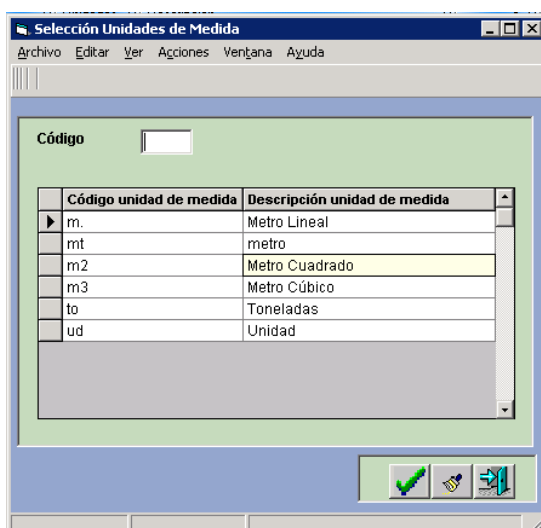 Selección Unidades de Medida
Archivo Editar Ver Acciones Ventana Ayuda
Código
Código unidad de medida Descripción unidad de medida
m. Metro Lineal
mt metro
m2 Metro Cuadrado
m3 Metro Cúbico
to Toneladas
ud Unidad